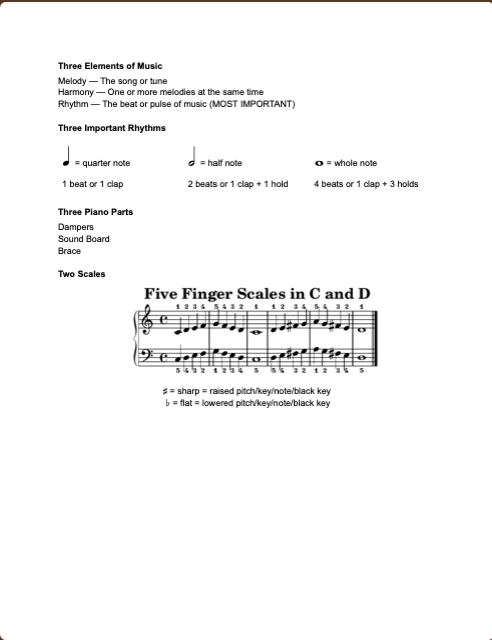 Three Elements of Music
Melody — The song or tune
Harmony — One or more melodies at the same time
Rhythm — The beat or pulse of music (MOST IMPORTANT)
Three Important Rhythms
= quarter note = half note = whole note
1 beat or 1 clap 2 beats or 1 clap + 1 hold 4 beats or 1 clap + 3 holds
Three Piano Parts
Dampers
Sound Board
Brace
Two Scales
Five Finger Scales in C and D
1 2 3 4 5 4 3 2 1 1 2 3 4 5 4 3 2 1
5 4 3 2 1 2 3 4 5 5 4 3 2 1 2 3 4 5
♯ = sharp = raised pitch/key/note/black key
♭ = flat = lowered pitch/key/note/black key